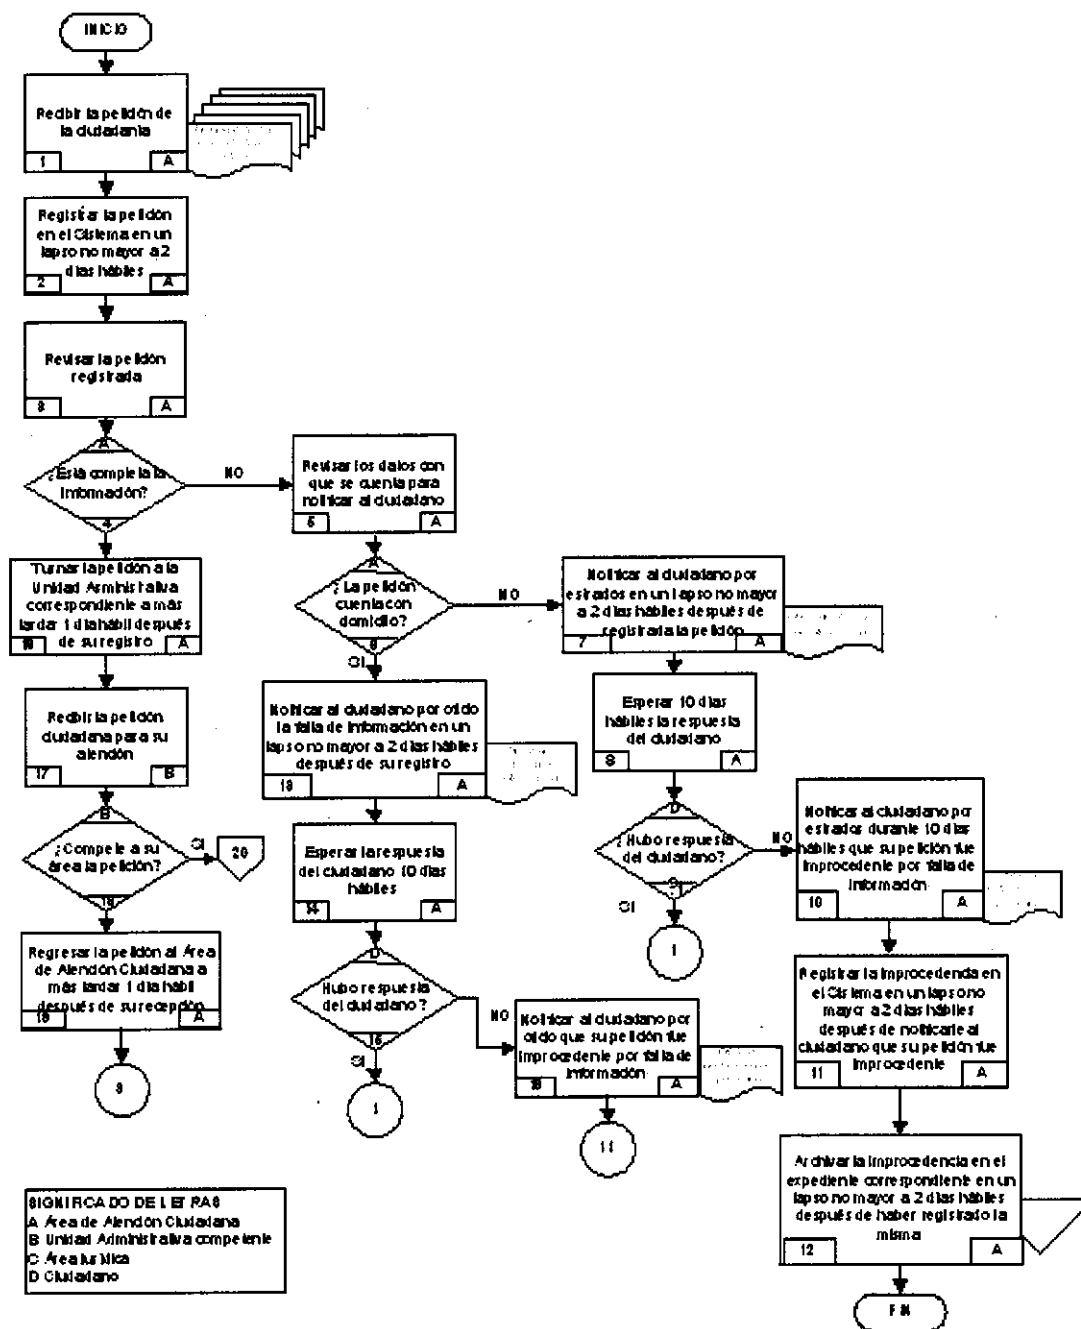 INICIO
Recibir la petición de
la ciudadanía
1 A
Registrar la petición
en el Sistema en un
lapso no mayor a 2
días hábiles
2 A
Revisar la petición
registrada
3 A
A
¿Está completa la
información?
4
NO
Revisar los datos con
que se cuenta para
notificar al ciudadano
5 A
A
¿La petición
cuenta con
domicilio?
6
NO
SI
Notificar al ciudadano por
estrados en un lapso no mayor
a 2 días hábiles después de
registrada la petición
7 A
Esperar 10 días
hábiles la respuesta
del ciudadano
8 A
D
¿Hubo respuesta
del ciudadano?
9
NO
SI
1
Notificar al ciudadano por
estrados durante 10 días
hábiles que su petición fue
improcedente por falta de
información
10 A
Registrar la improcedencia en
el Sistema en un lapso no
mayor a 2 días hábiles
después de notificarle al
ciudadano que su petición fue
improcedente
11 A
Archivar la improcedencia en el
expediente correspondiente en un
lapso no mayor a 2 días hábiles
después de haber registrado la
misma
12 A
FIN
Notificar al ciudadano por oficio
la falta de información en un
lapso no mayor a 2 días hábiles
después de su registro
13 A
Esperar la respuesta
del ciudadano 10 días
hábiles
14 A
D
Hubo respuesta
del ciudadano?
15
NO
SI
1
Notificar al ciudadano por
oficio que su petición fue
improcedente por falta de
información
A
11
Turnar la petición a la
Unidad Administrativa
correspondiente a más
tardar 1 día hábil después
de su registro
16 A
Recibir la petición
ciudadana para su
atención
17 B
B
¿Compete a su
área la petición?
18
SI
20
Regresar la petición al Área
de Atención Ciudadana a
más tardar 1 día hábil
después de su recepción
19 A
3
SIGNIFICADO DE LETRAS
A Área de Atención Ciudadana
B Unidad Administrativa competente
C Área Jurídica
D Ciudadano